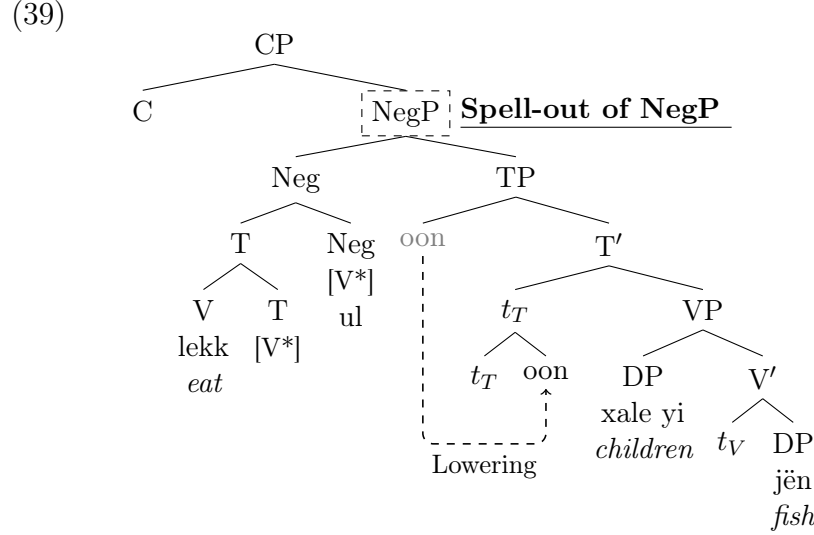 (39)
CP
C NegP Spell-out of NegP
Neg TP
T Neg oon T′
[V*]
V T ul t_T VP
lekk [V*]
eat t_T oon DP V′
xale yi
children t_V DP
Lowering
jën
fish